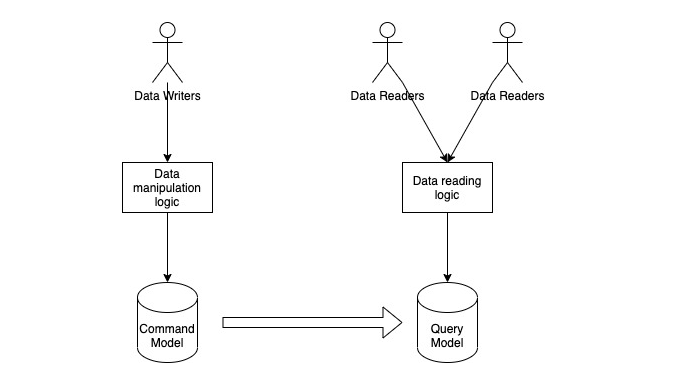 Data Writers
Data Readers
Data Readers
Data
manipulation
logic
Data reading
logic
Command
Model
Query
Model